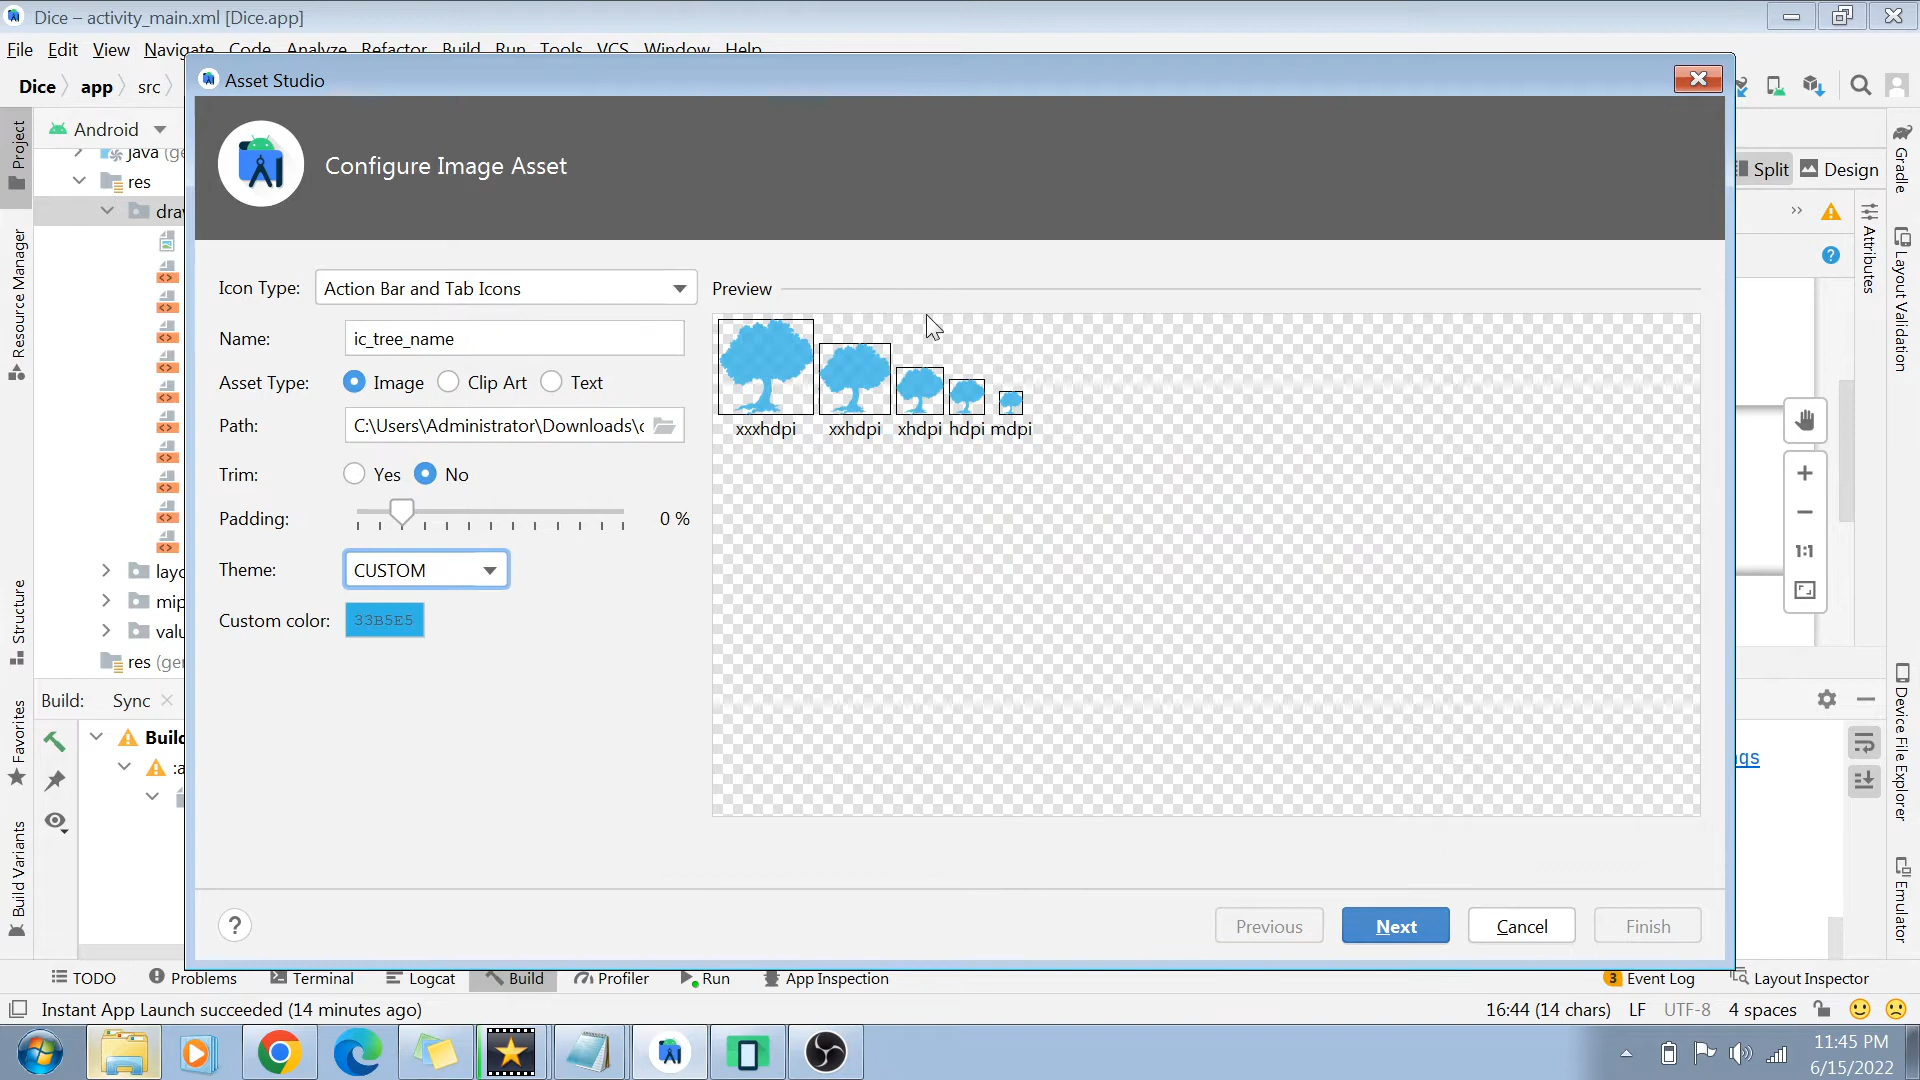 Dice – activity_main.xml [Dice.app]
File Edit View Navigate Code Analyze Refactor Build Run Tools VCS Window Help
Dice app src
Asset Studio
Configure Image Asset
Project
Resource Manager
Structure
Favorites
Build Variants
Android
java (ge
res
drav
layo
mip
valu
res (ger
Icon Type: Action Bar and Tab Icons
Name: ic_tree_name
Asset Type: Image Clip Art Text
Path: C:\Users\Administrator\Downloads\c
Trim: Yes No
Padding: 0 %
Theme: CUSTOM
Custom color: 33B5E5
Preview
xxxhdpi xxhdpi xhdpi hdpi mdpi
? Previous Next Cancel Finish
Split Design
Gradle
Attributes
Layout Validation
1:1
Device File Explorer
Emulator
Build: Sync
Build
:a
ngs
TODO Problems Terminal Logcat Build Profiler Run App Inspection 3 Event Log Layout Inspector
Instant App Launch succeeded (14 minutes ago) 16:44 (14 chars) LF UTF-8 4 spaces
11:45 PM
6/15/2022